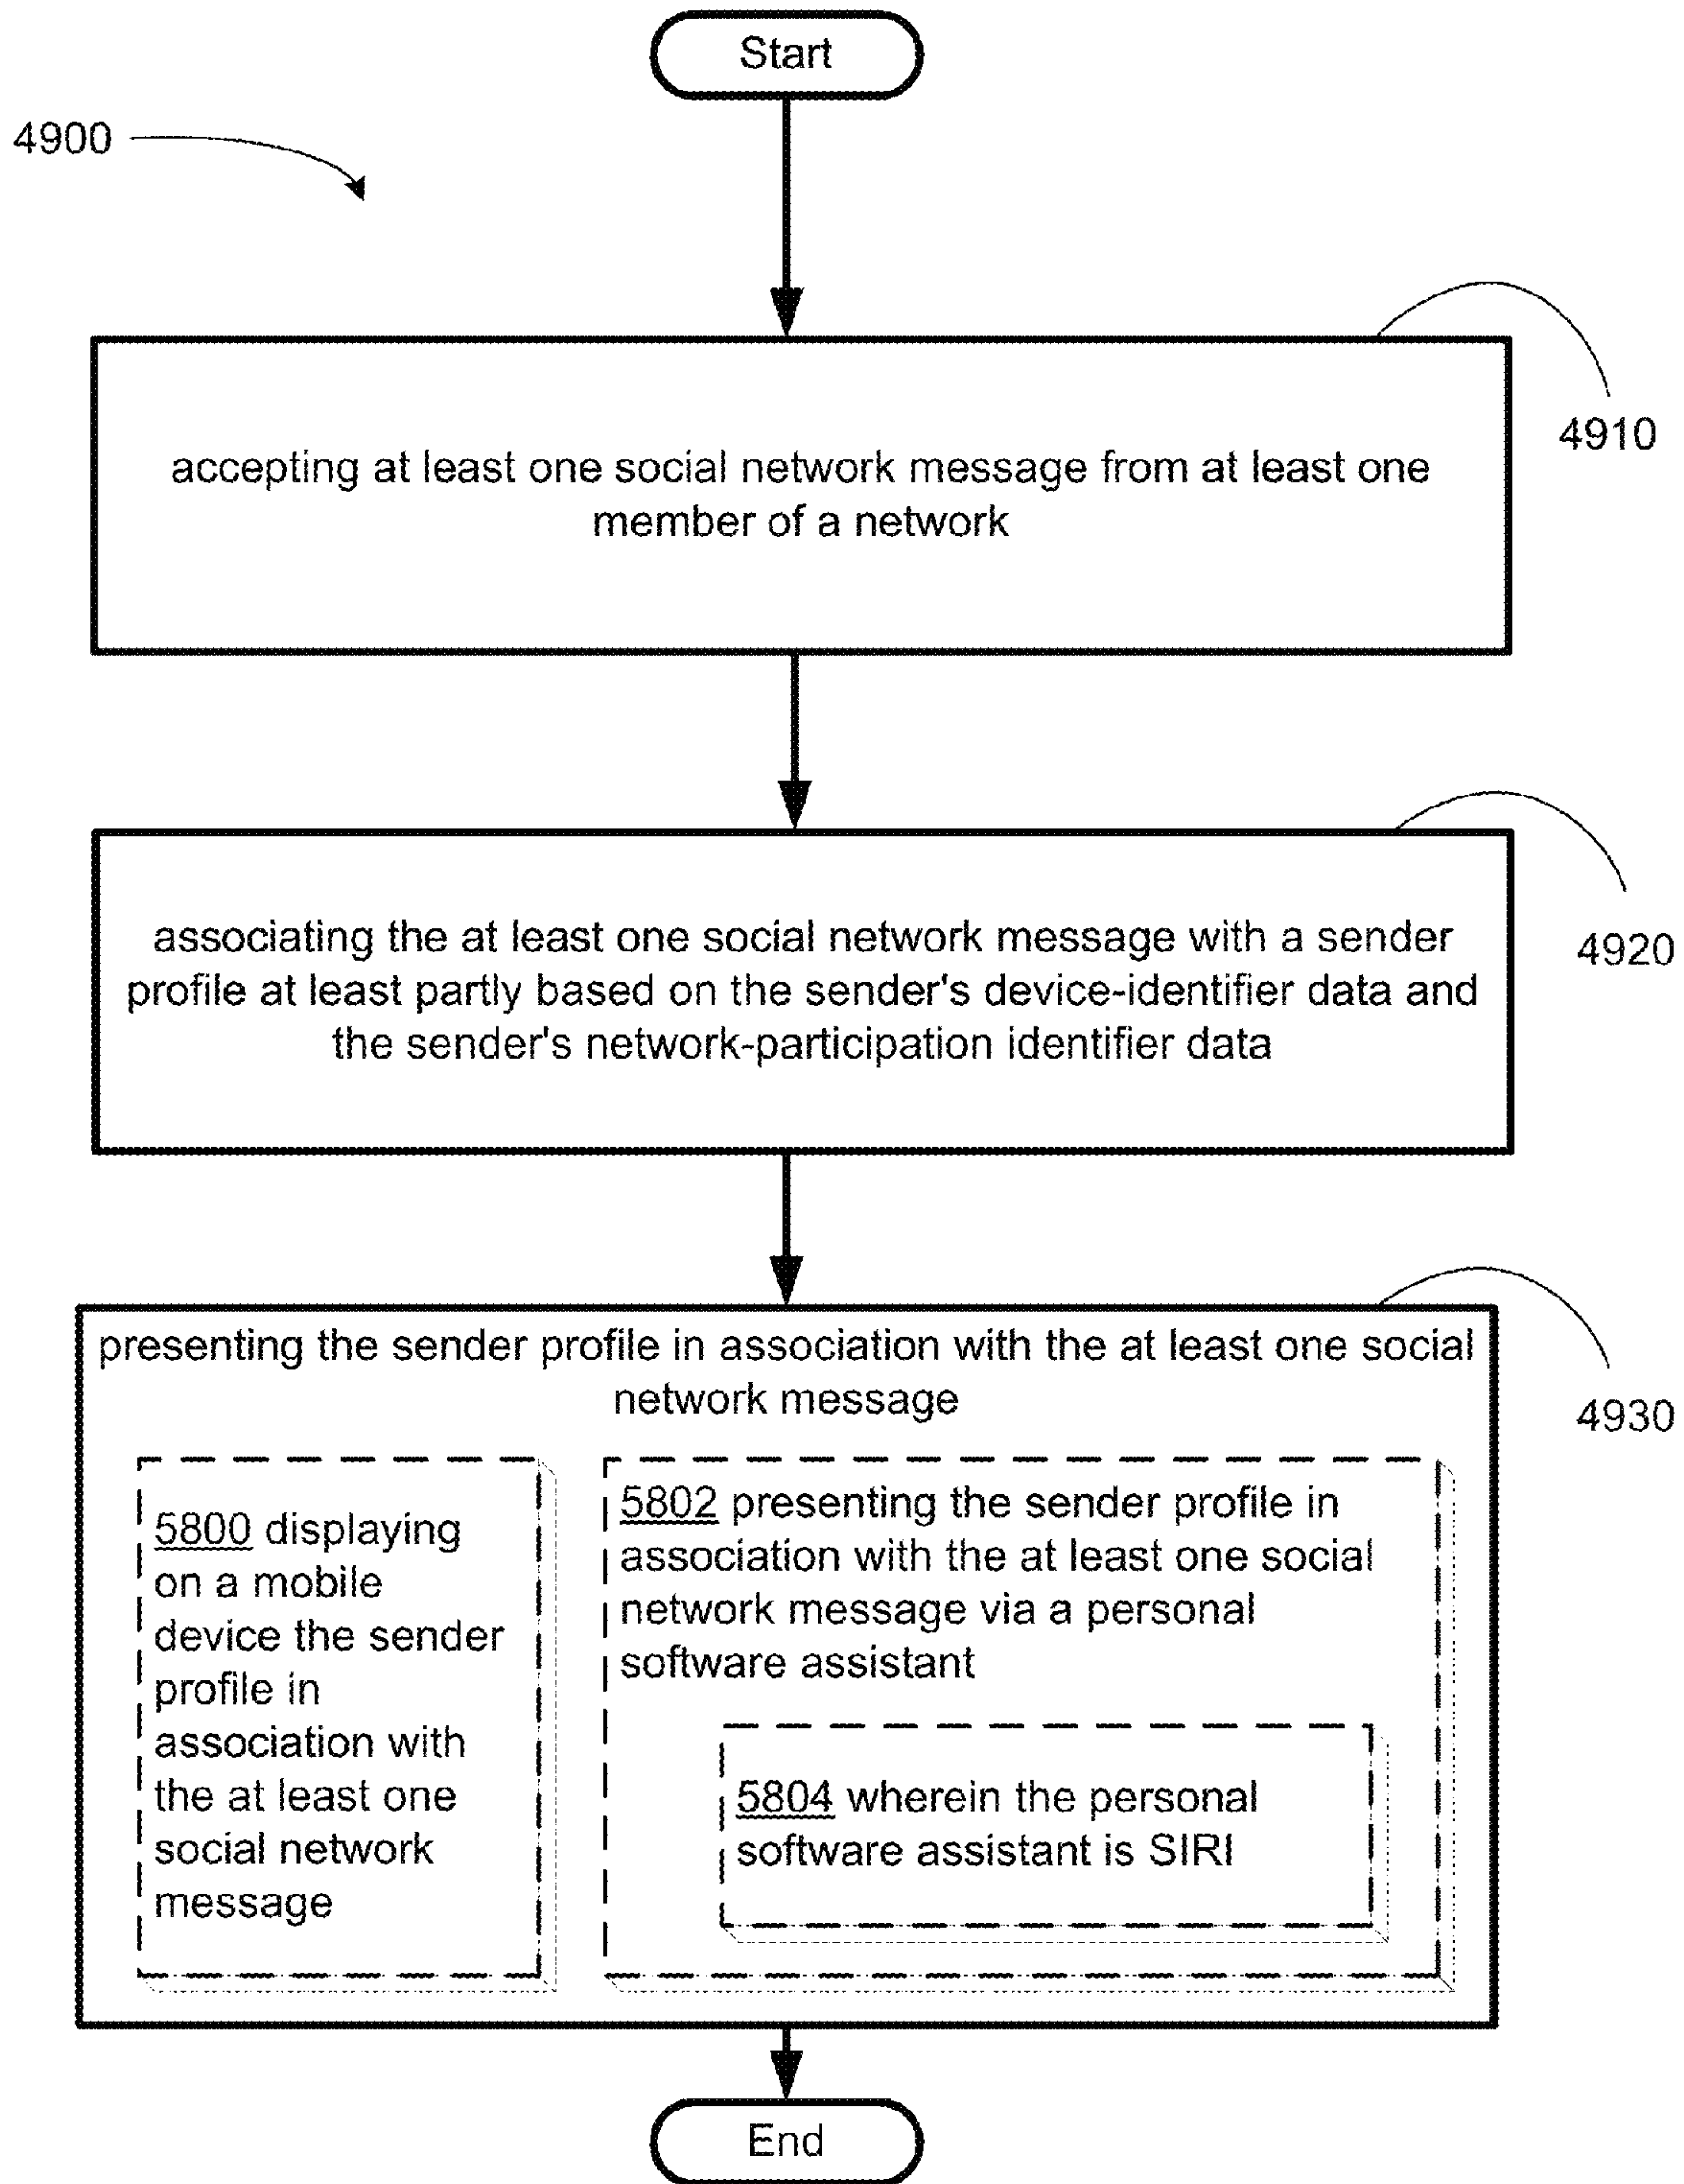 Start
4900
4910
accepting at least one social network message from at least one
member of a network
4920
associating the at least one social network message with a sender
profile at least partly based on the sender's device-identifier data and
the sender's network-participation identifier data
4930
presenting the sender profile in association with the at least one social
network message
5800 displaying
on a mobile
device the sender
profile in
association with
the at least one
social network
message
5802 presenting the sender profile in
association with the at least one social
network message via a personal
software assistant
5804 wherein the personal
software assistant is SIRI
End